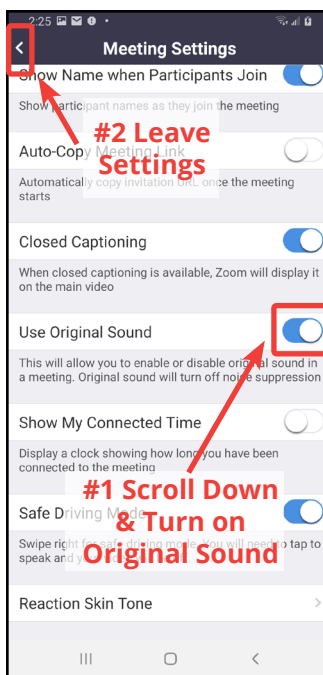 2:25
Meeting Settings
Show Name when Participants Join
Show participant names as they join the meeting
#2 Leave
Settings
Auto-Copy Meeting Link
Automatically copy invitation URL once the meeting
starts
Closed Captioning
When closed captioning is available, Zoom will display it
on the main video
Use Original Sound
This will allow you to enable or disable original sound in
a meeting. Original sound will turn off noise suppression
Show My Connected Time
Display a clock showing how long you have been
connected to the meeting
#1 Scroll Down
& Turn on
Original Sound
Safe Driving Mode
Swipe right for safe driving mode. You will need to tap to
speak and
Reaction Skin Tone